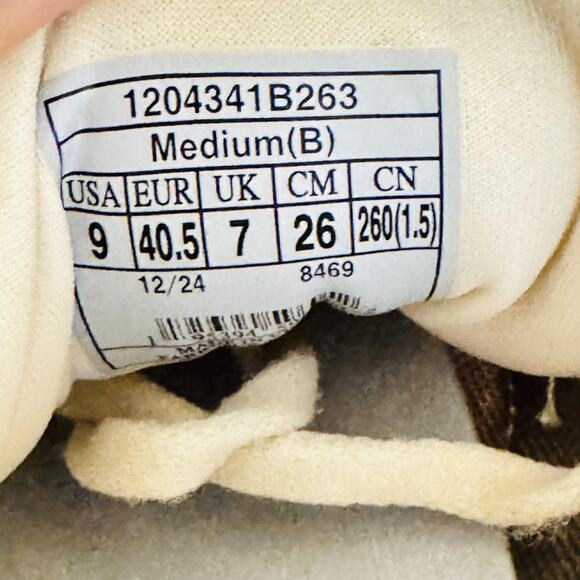 1204341B263
Medium(B)
USA EUR UK CM CN
9 40.5 7 26 260(1.5)
12/24 8469